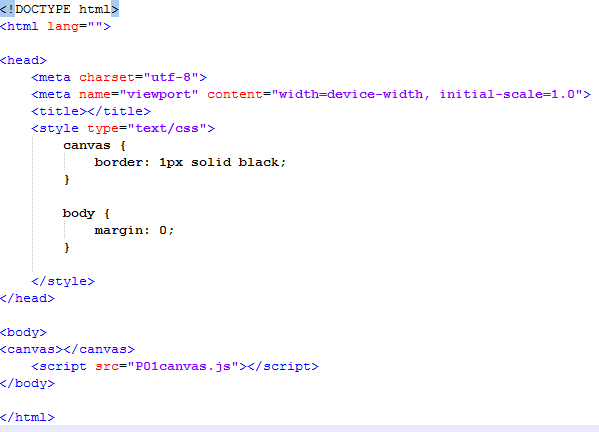 <!DOCTYPE html>
<html lang="">
<head>
<meta charset="utf-8">
<meta name="viewport" content="width=device-width, initial-scale=1.0">
<title></title>
<style type="text/css">
canvas {
border: 1px solid black;
}
body {
margin: 0;
}
</style>
</head>
<body>
<canvas></canvas>
<script src="P01canvas.js"></script>
</body>
</html>